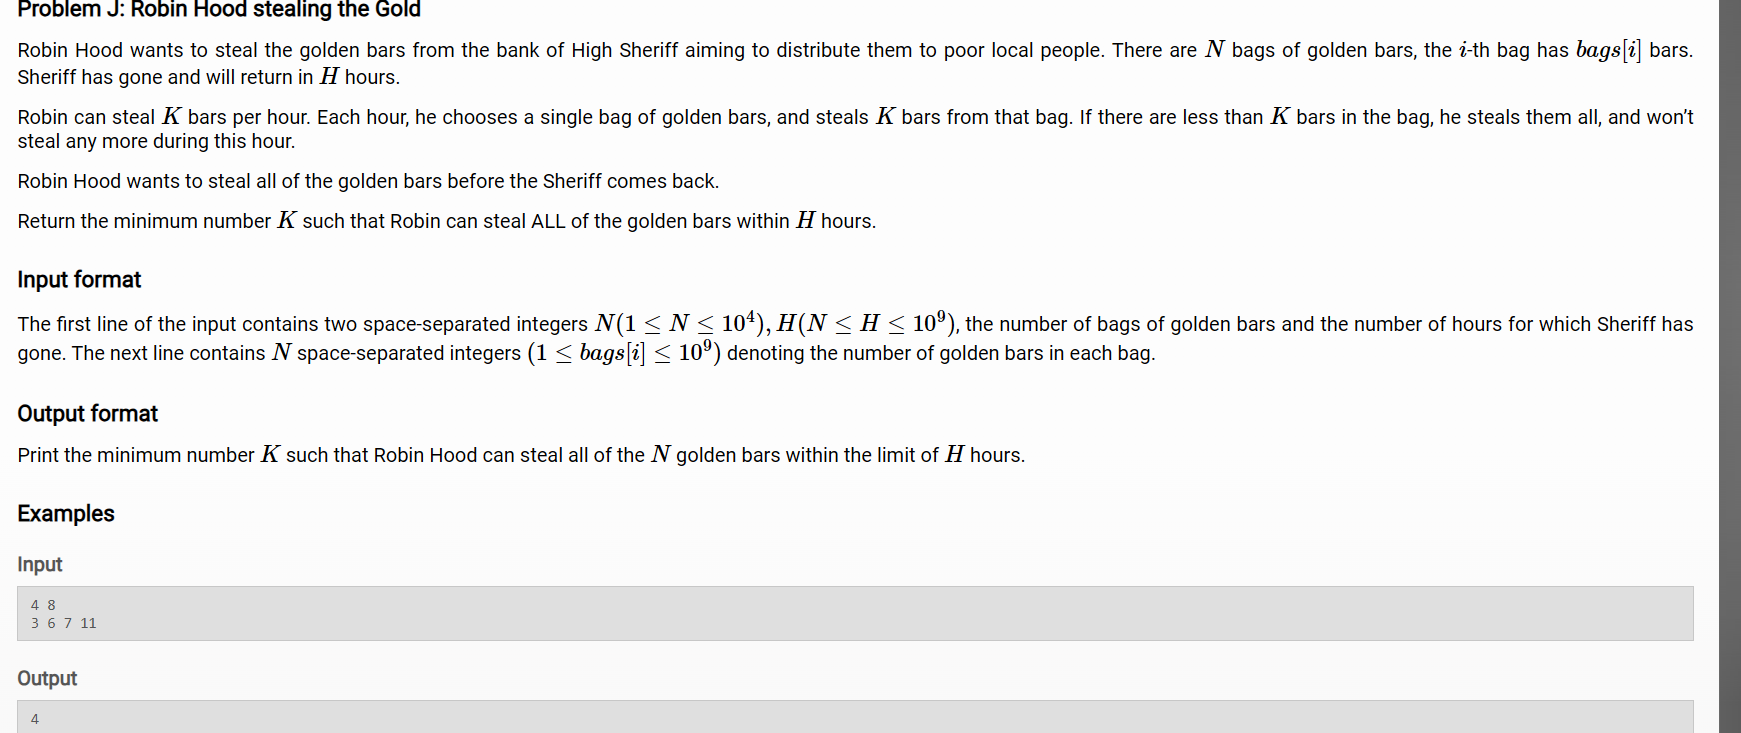 Problem J: Robin Hood stealing the Gold
Robin Hood wants to steal the golden bars from the bank of High Sheriff aiming to distribute them to poor local people. There are N bags of golden bars, the i-th bag has bags[i] bars.
Sheriff has gone and will return in H hours.
Robin can steal K bars per hour. Each hour, he chooses a single bag of golden bars, and steals K bars from that bag. If there are less than K bars in the bag, he steals them all, and won't
steal any more during this hour.
Robin Hood wants to steal all of the golden bars before the Sheriff comes back.
Return the minimum number K such that Robin can steal ALL of the golden bars within H hours.
Input format
The first line of the input contains two space-separated integers N(1 ≤ N ≤ 10⁴), H(N ≤ H ≤ 10⁹), the number of bags of golden bars and the number of hours for which Sheriff has
gone. The next line contains N space-separated integers (1 ≤ bags[i] ≤ 10⁹) denoting the number of golden bars in each bag.
Output format
Print the minimum number K such that Robin Hood can steal all of the N golden bars within the limit of H hours.
Examples
Input
4 8
3 6 7 11
Output
4